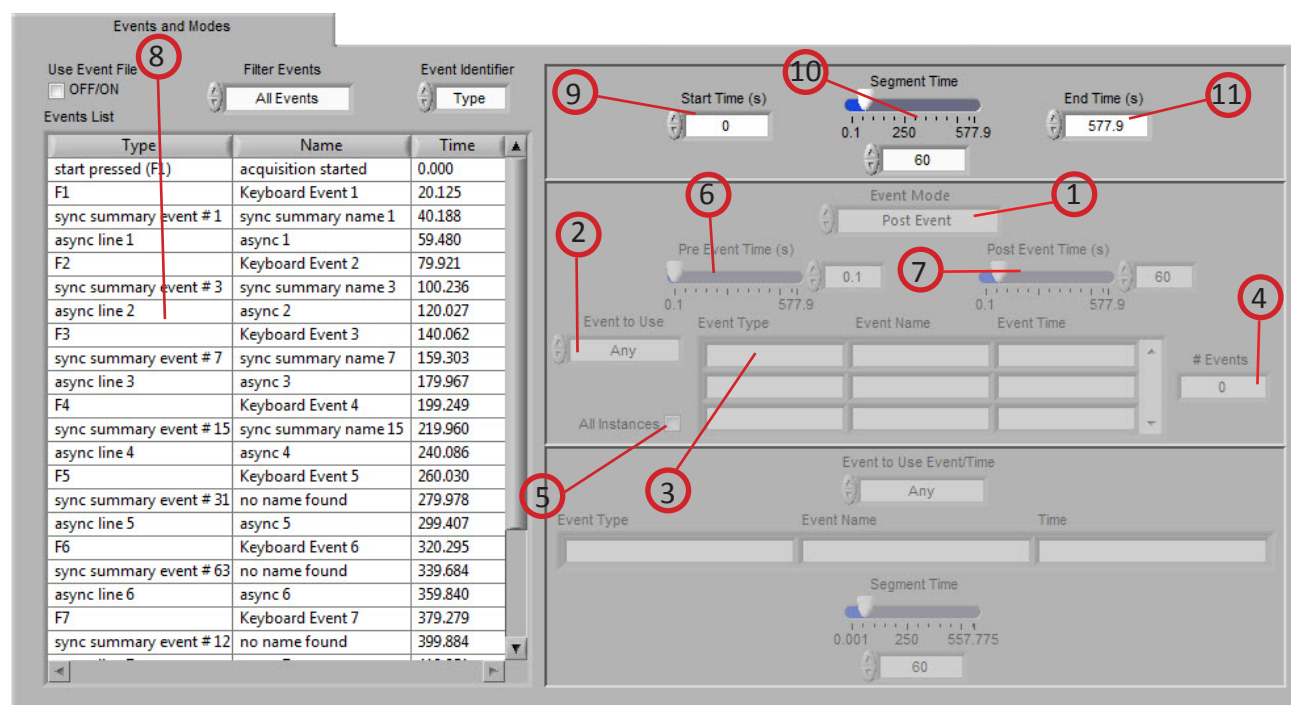 Events and Modes
8
Use Event File
OFF/ON
Filter Events
All Events
Event Identifier
Type
Events List
Type Name Time
start pressed (F1) acquisition started 0.000
F1 Keyboard Event 1 20.125
sync summary event # 1 sync summary name 1 40.188
async line 1 async 1 59.480
F2 Keyboard Event 2 79.921
sync summary event # 3 sync summary name 3 100.236
async line 2 async 2 120.027
F3 Keyboard Event 3 140.062
sync summary event # 7 sync summary name 7 159.303
async line 3 async 3 179.967
F4 Keyboard Event 4 199.249
sync summary event # 15 sync summary name 15 219.960
async line 4 async 4 240.086
F5 Keyboard Event 5 260.030
sync summary event # 31 no name found 279.978
async line 5 async 5 299.407
F6 Keyboard Event 6 320.295
sync summary event # 63 no name found 339.684
async line 6 async 6 359.840
F7 Keyboard Event 7 379.279
sync summary event # 12 no name found 399.884
9
Start Time (s)
0
10
Segment Time
0.1 250 577.9
60
End Time (s)
577.9
11
6
Event Mode
Post Event
1
2
Pre Event Time (s)
0.1
0.1 577.9
7
Post Event Time (s)
60
0.1 577.9
4
Event to Use
Any
Event Type Event Name Event Time
# Events
0
All Instances
5
3
Event to Use Event/Time
Any
Event Type Event Name Time
Segment Time
0.001 250 557.775
60